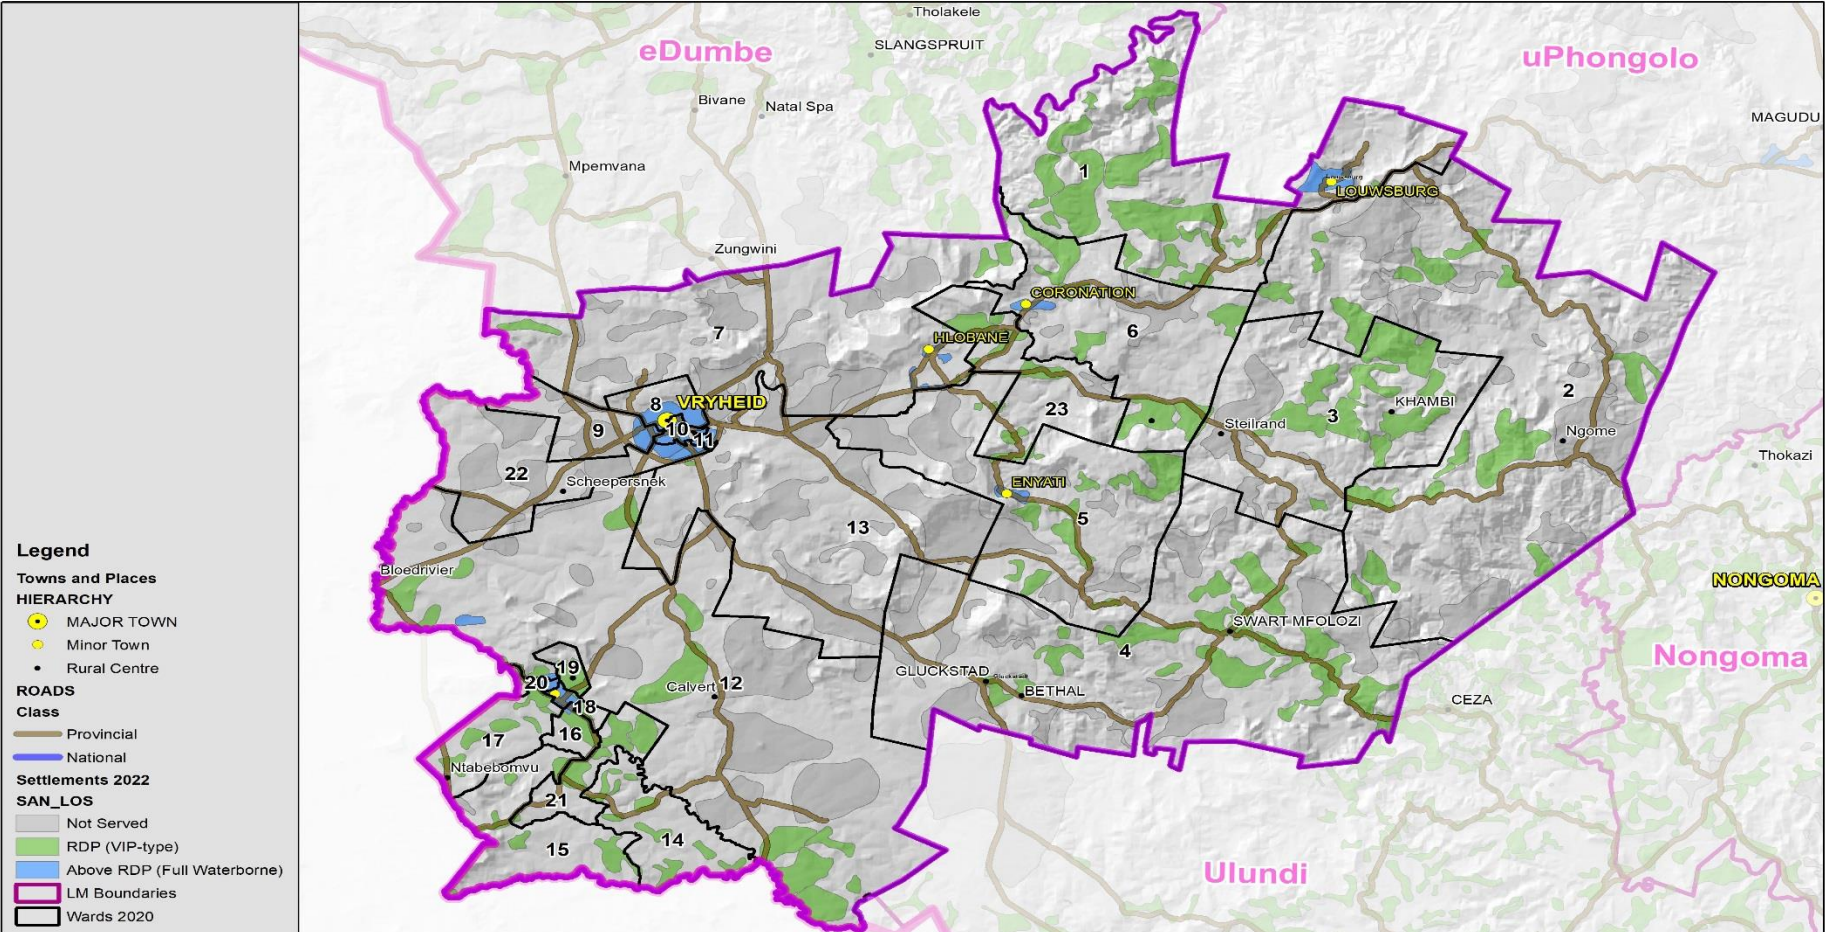 Legend
Towns and Places
HIERARCHY
MAJOR TOWN
Minor Town
Rural Centre
ROADS
Class
Provincial
National
Settlements 2022
SAN_LOS
Not Served
RDP (VIP-type)
Above RDP (Full Waterborne)
LM Boundaries
Wards 2020
Tholakele
SLANGSPRUIT
eDumbe
uPhongolo
Bivane
Natal Spa
MAGUDU
Mpemvana
1
LOUWSBURG
Zungwini
CORONATION
7
6
HLOBANE
2
8
VRYHEID
23
3
KHAMBI
9
10
11
Steilrand
Ngome
Thokazi
22
Scheepersnek
ENYATI
13
5
Bloedrivier
NONGOMA
SWART MFOLOZI
4
Nongoma
19
20
GLUCKSTAD
Gluckstadt
Calvert
12
BETHAL
CEZA
18
16
17
Ntabebomvu
21
14
15
Ulundi